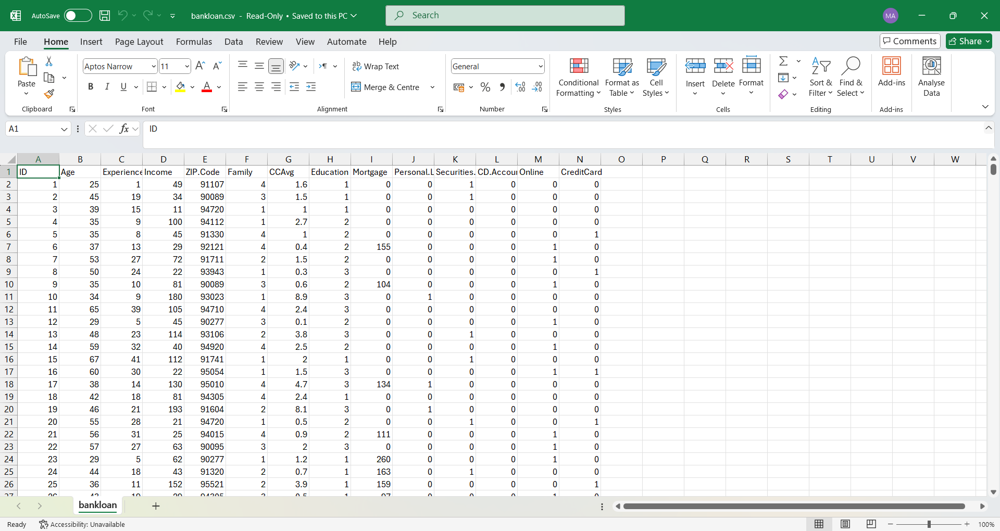 AutoSave
bankloan.csv - Read-Only • Saved to this PC
Search
MA
File Home Insert Page Layout Formulas Data Review View Automate Help
Comments Share
Paste
Clipboard
Aptos Narrow 11
B I U
Font
Wrap Text
Merge & Centre
Alignment
General
Number
Conditional Formatting
Format as Table
Cell Styles
Styles
Insert Delete Format
Cells
Sort & Filter
Find & Select
Editing
Add-ins
Add-ins
Analyse Data
A1 fx ID
A B C D E F G H I J K L M N O P Q R S T U V W
1 ID Age Experience Income ZIP.Code Family CCAvg Education Mortgage Personal.L Securities. CD.Accour Online CreditCard
2 1 25 1 49 91107 4 1.6 1 0 0 1 0 0 0
3 2 45 19 34 90089 3 1.5 1 0 0 1 0 0 0
4 3 39 15 11 94720 1 1 1 0 0 0 0 0 0
5 4 35 9 100 94112 1 2.7 2 0 0 0 0 0 0
6 5 35 8 45 91330 4 1 2 0 0 0 0 0 1
7 6 37 13 29 92121 4 0.4 2 155 0 0 0 1 0
8 7 53 27 72 91711 2 1.5 2 0 0 0 0 1 0
9 8 50 24 22 93943 1 0.3 3 0 0 0 0 0 1
10 9 35 10 81 90089 3 0.6 2 104 0 0 0 1 0
11 10 34 9 180 93023 1 8.9 3 0 1 0 0 0 0
12 11 65 39 105 94710 4 2.4 3 0 0 0 0 0 0
13 12 29 5 45 90277 3 0.1 2 0 0 0 0 1 0
14 13 48 23 114 93106 2 3.8 3 0 0 1 0 0 0
15 14 59 32 40 94920 4 2.5 2 0 0 0 0 1 0
16 15 67 41 112 91741 1 2 1 0 0 1 0 0 0
17 16 60 30 22 95054 1 1.5 3 0 0 0 0 1 1
18 17 38 14 130 95010 4 4.7 3 134 1 0 0 0 0
19 18 42 18 81 94305 4 2.4 1 0 0 0 0 0 0
20 19 46 21 193 91604 2 8.1 3 0 1 0 0 0 0
21 20 55 28 21 94720 1 0.5 2 0 0 1 0 0 1
22 21 56 31 25 94015 4 0.9 2 111 0 0 0 1 0
23 22 57 27 63 90095 3 2 3 0 0 0 0 1 0
24 23 29 5 62 90277 1 1.2 1 260 0 0 0 1 0
25 24 44 18 43 91320 2 0.7 1 163 0 1 0 0 0
26 25 36 11 152 95521 2 3.9 1 159 0 0 0 0 1
bankloan
Ready Accessibility: Unavailable 100%